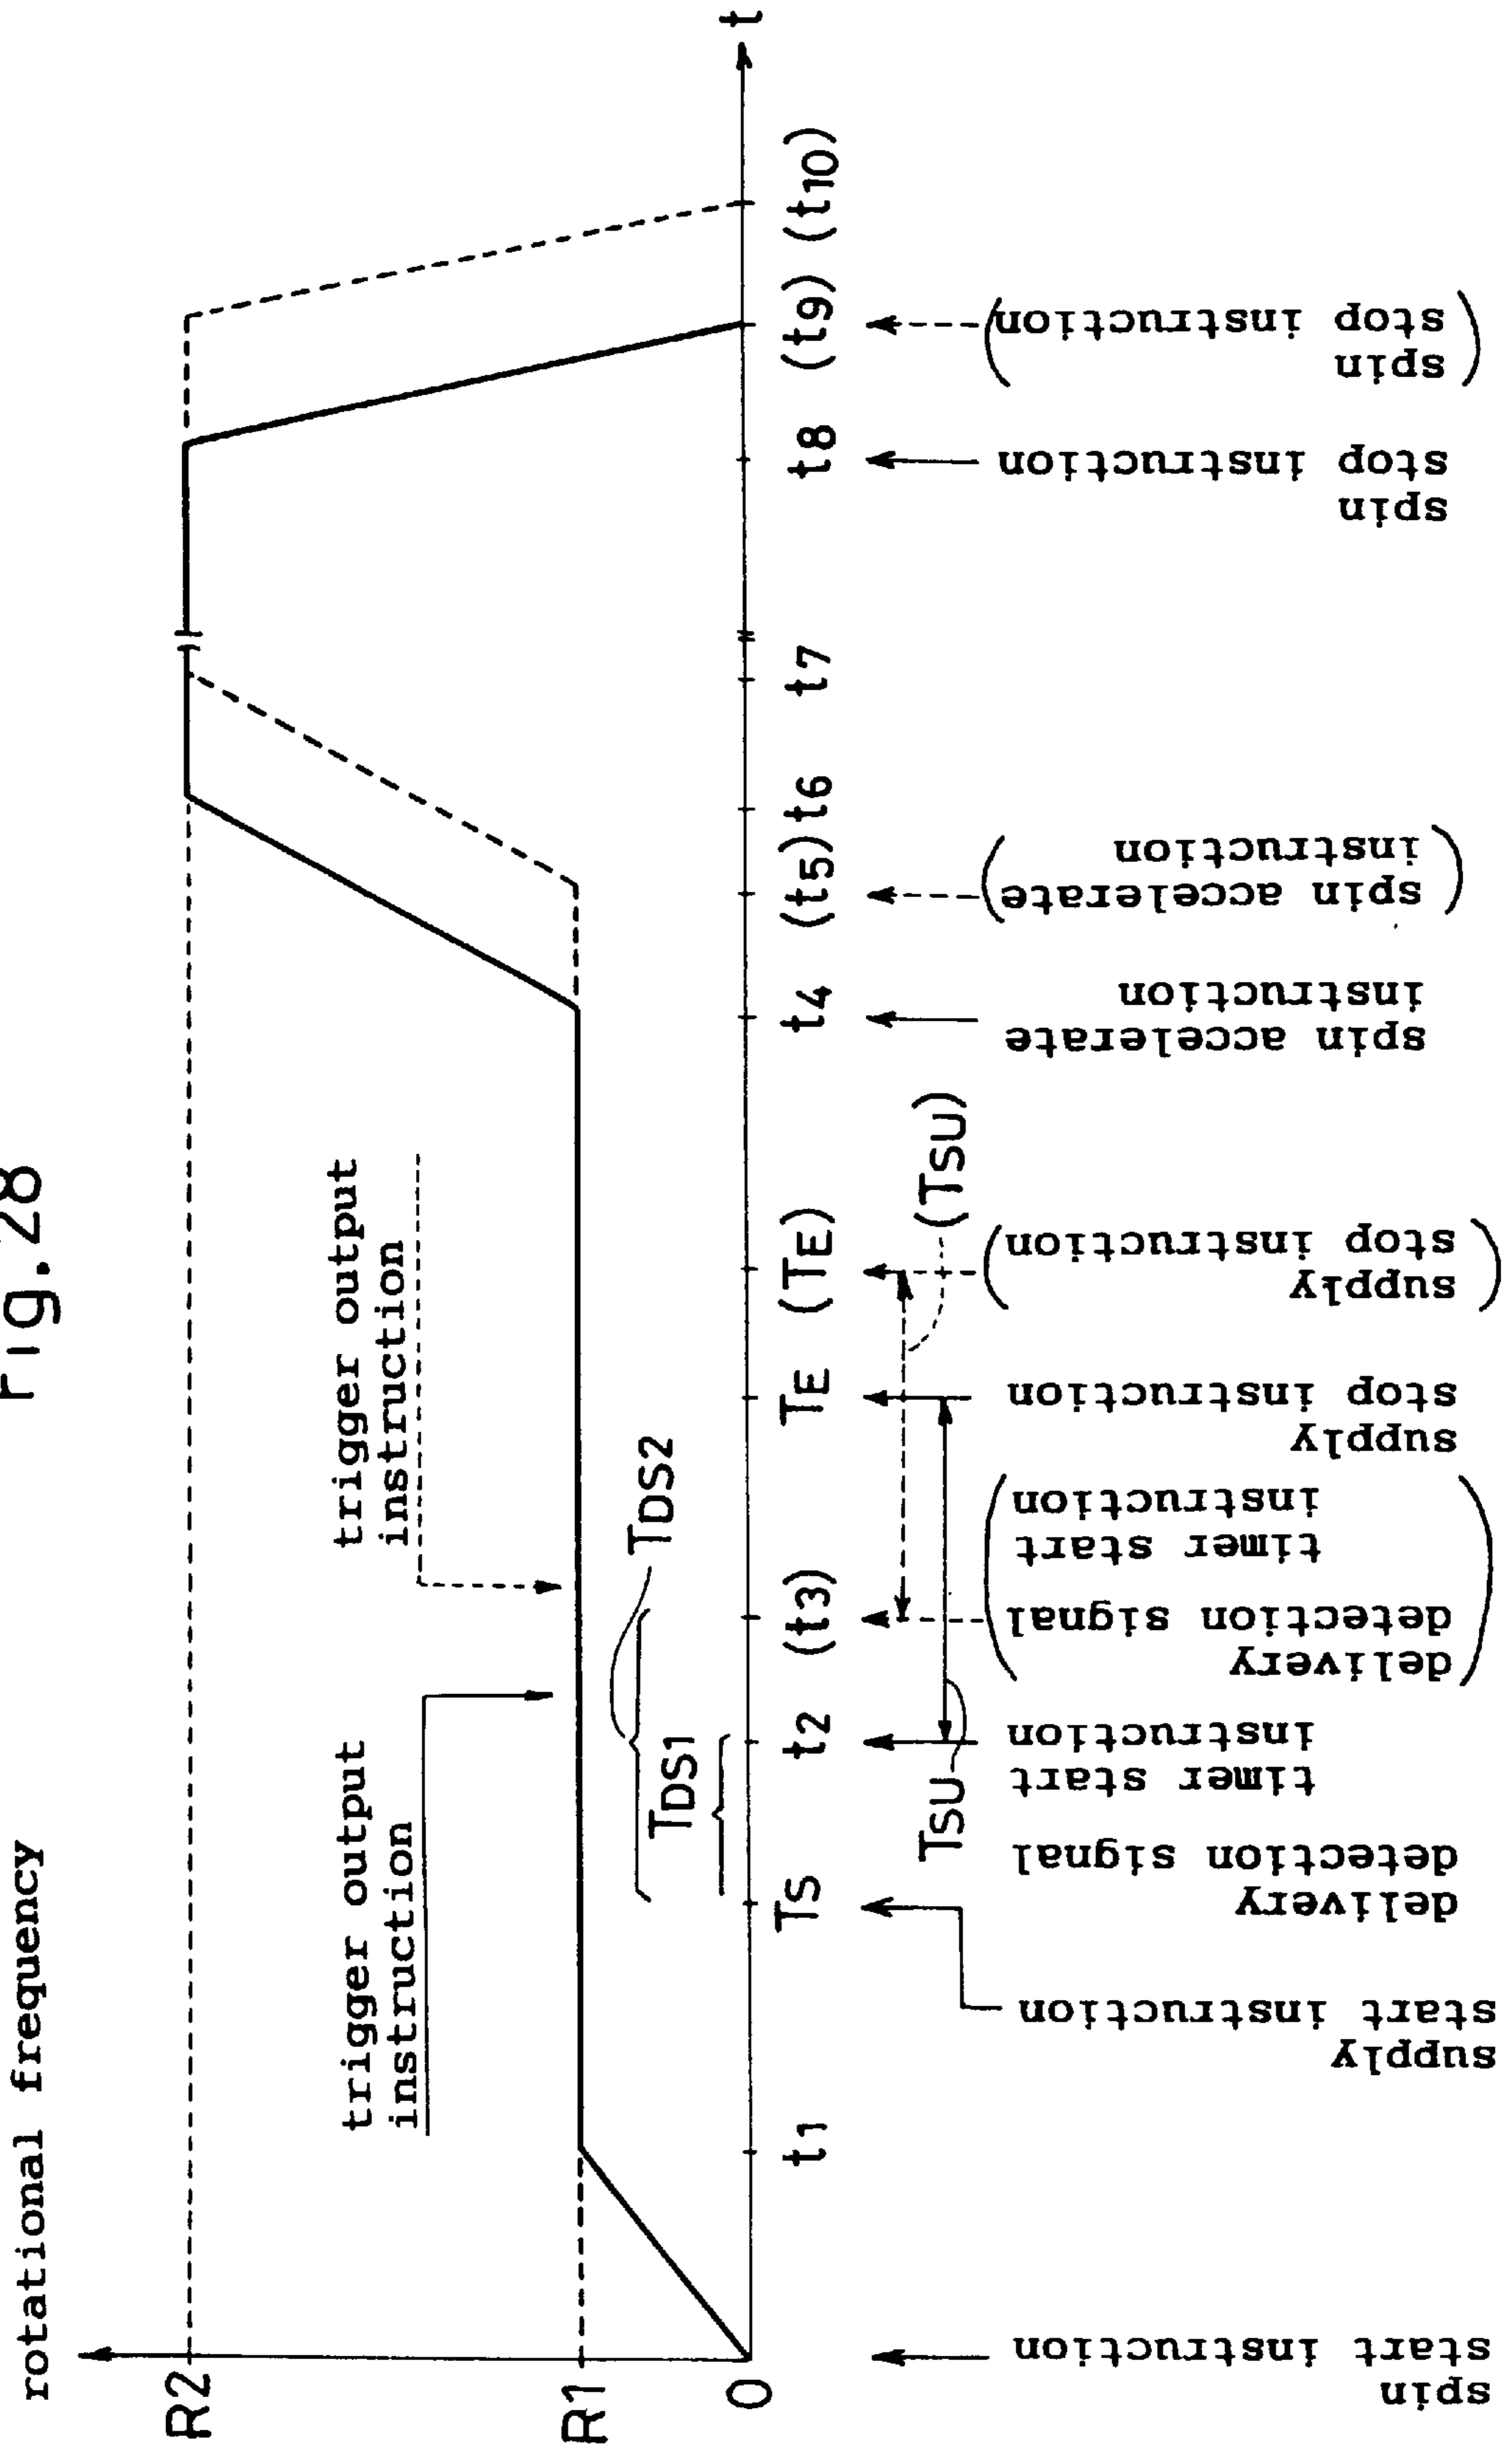 Fig.28
rotational frequency
R2
R1
0
t
trigger output
instruction
trigger output
instruction
TDS1
TDS2
t1
TS
t2
(t3)
TE
(TE)
t4
(t5)
t6
t7
t8
(t9)
(t10)
TSU
(TSU)
spin
start instruction
supply
start instruction
delivery
detection signal
timer start
instruction
(delivery
detection signal
timer start
instruction)
supply
stop instruction
(supply
stop instruction)
spin accelerate
instruction
(spin accelerate
instruction)
spin
stop instruction
(spin
stop instruction)